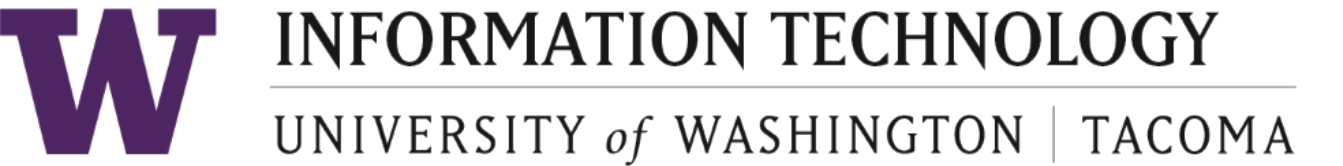 W INFORMATION TECHNOLOGY
UNIVERSITY of WASHINGTON | TACOMA